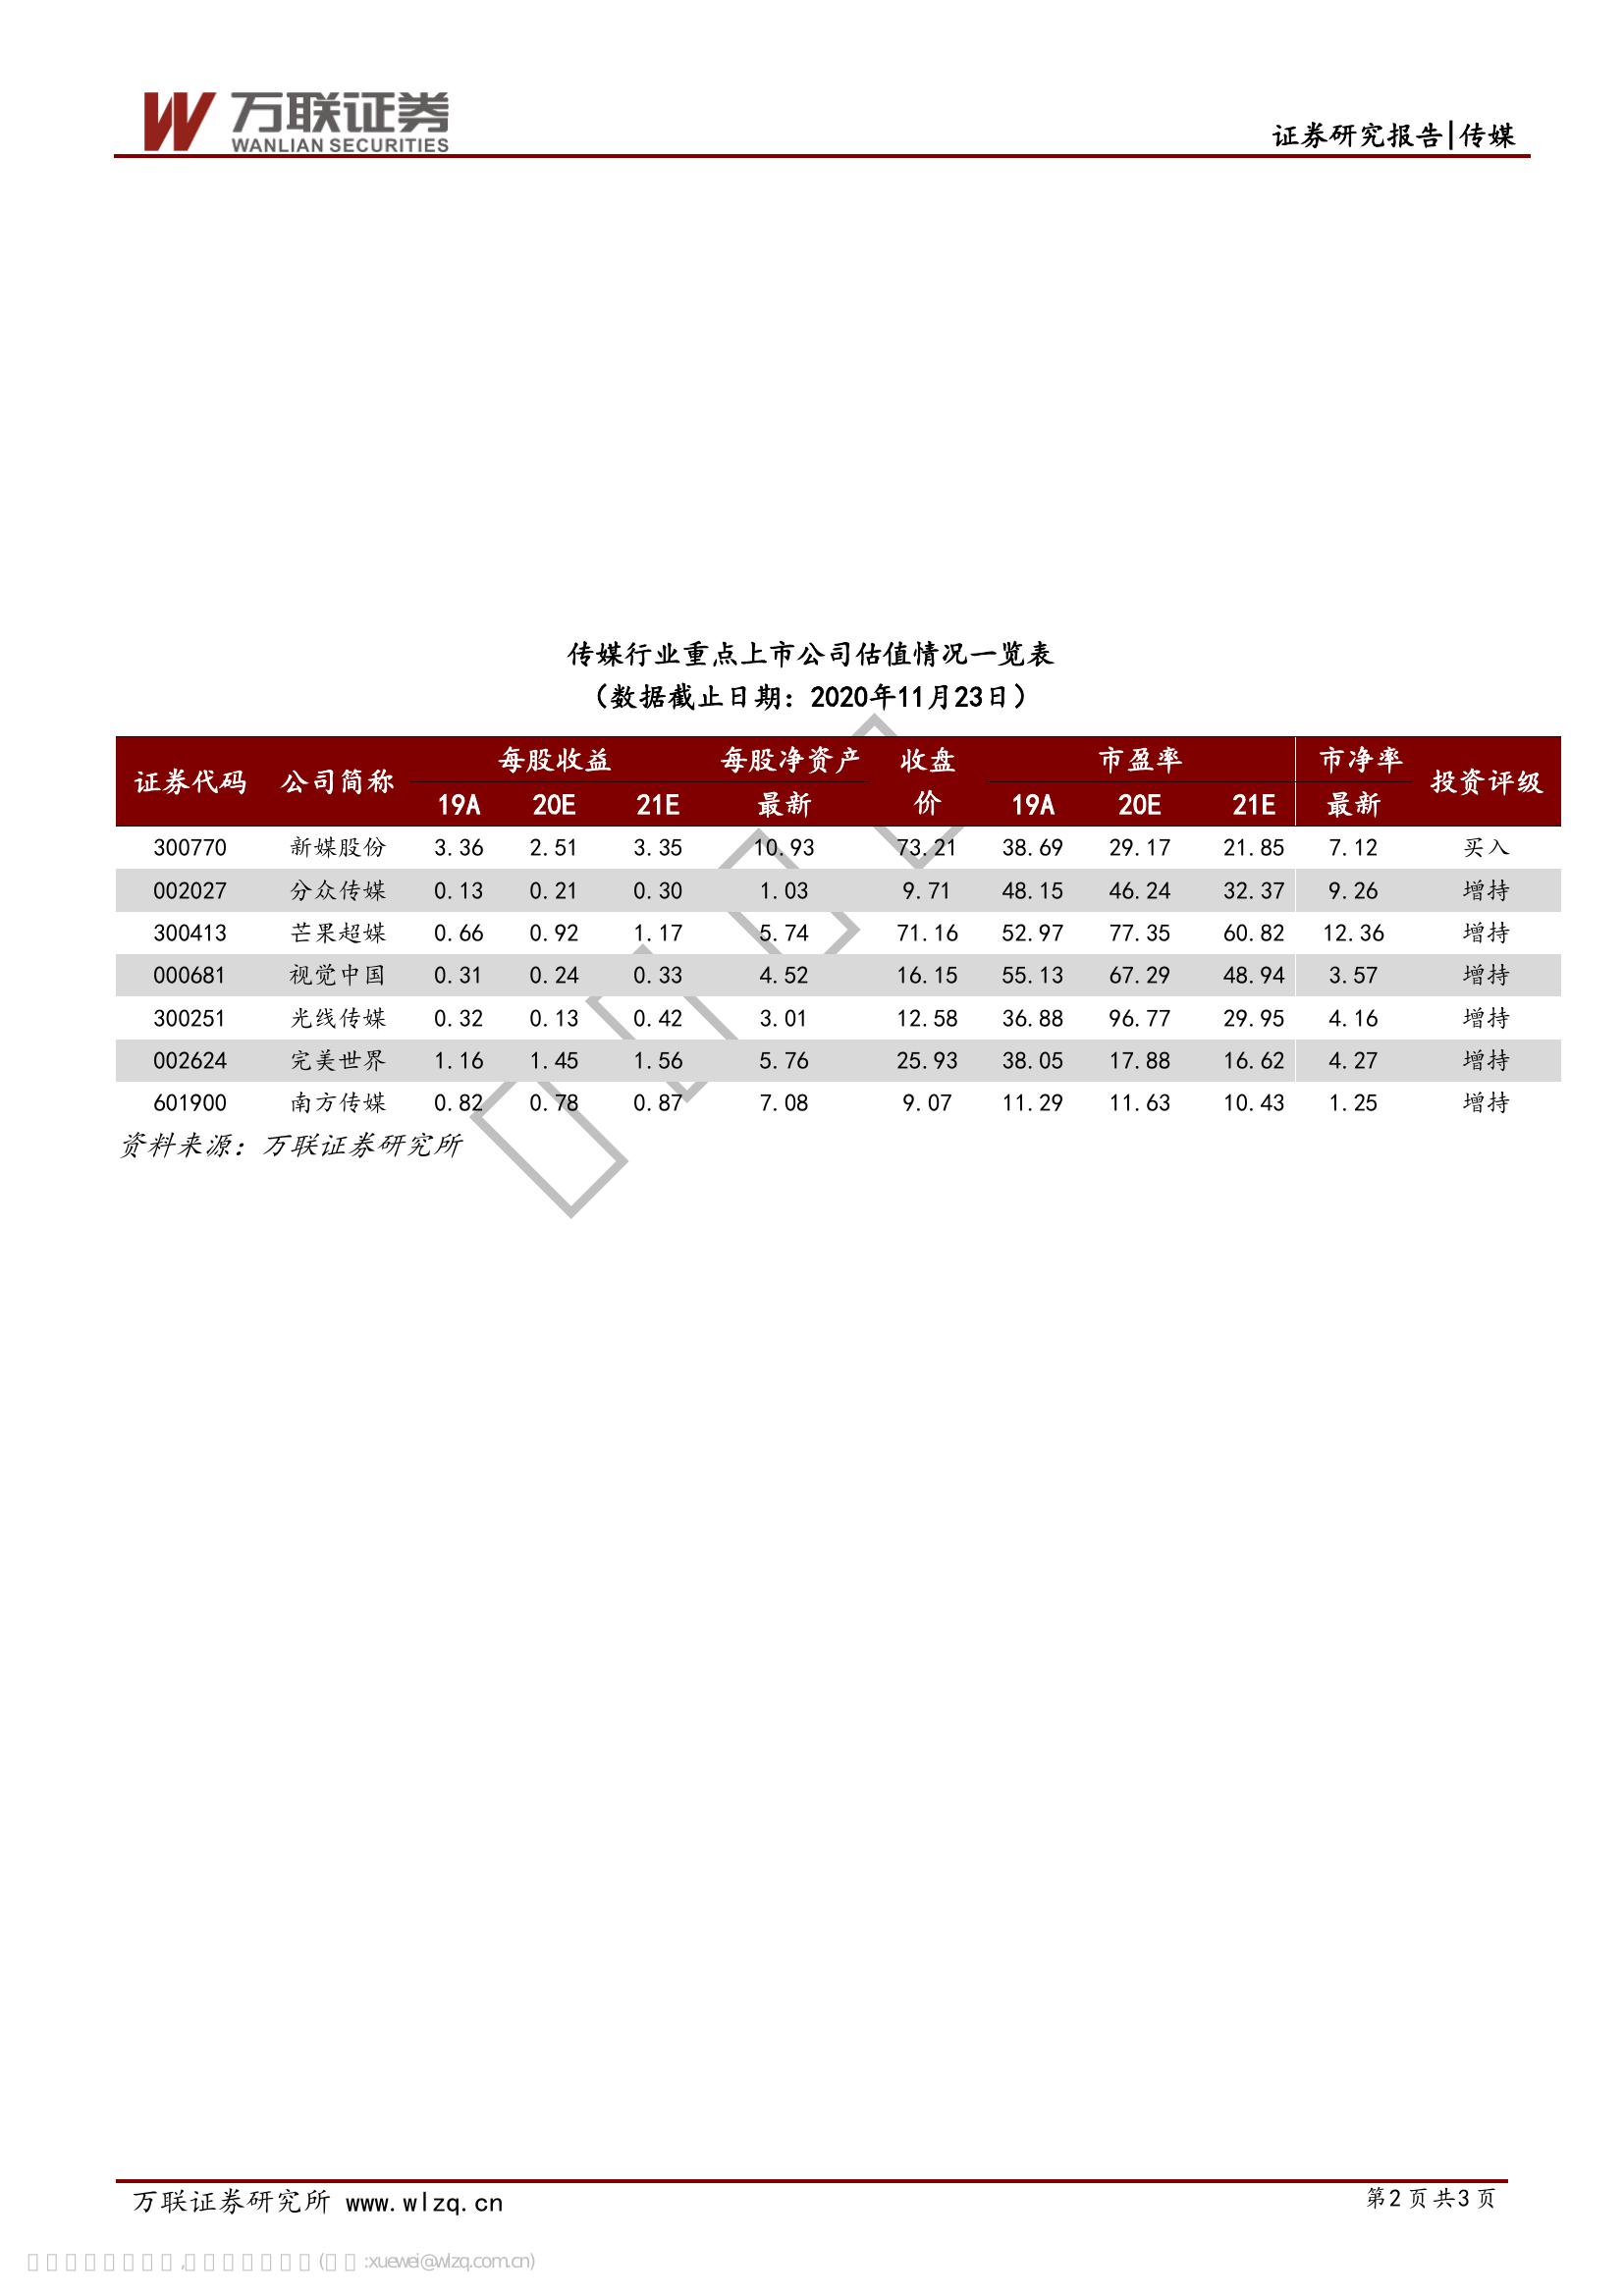 万联证券
WANLIAN SECURITIES
证券研究报告|传媒
传媒行业重点上市公司估值情况一览表
（数据截止日期：2020年11月23日）
证券代码 公司简称 每股收益 每股净资产 收盘价 市盈率 市净率 投资评级
19A 20E 21E 最新 19A 20E 21E 最新
300770 新媒股份 3.36 2.51 3.35 10.93 73.21 38.69 29.17 21.85 7.12 买入
002027 分众传媒 0.13 0.21 0.30 1.03 9.71 48.15 46.24 32.37 9.26 增持
300413 芒果超媒 0.66 0.92 1.17 5.74 71.16 52.97 77.35 60.82 12.36 增持
000681 视觉中国 0.31 0.24 0.33 4.52 16.15 55.13 67.29 48.94 3.57 增持
300251 光线传媒 0.32 0.13 0.42 3.01 12.58 36.88 96.77 29.95 4.16 增持
002624 完美世界 1.16 1.45 1.56 5.76 25.93 38.05 17.88 16.62 4.27 增持
601900 南方传媒 0.82 0.78 0.87 7.08 9.07 11.29 11.63 10.43 1.25 增持
资料来源：万联证券研究所
万联证券研究所 www.wlzq.cn
第2页共3页
:xuewei@wlzq.com.cn)